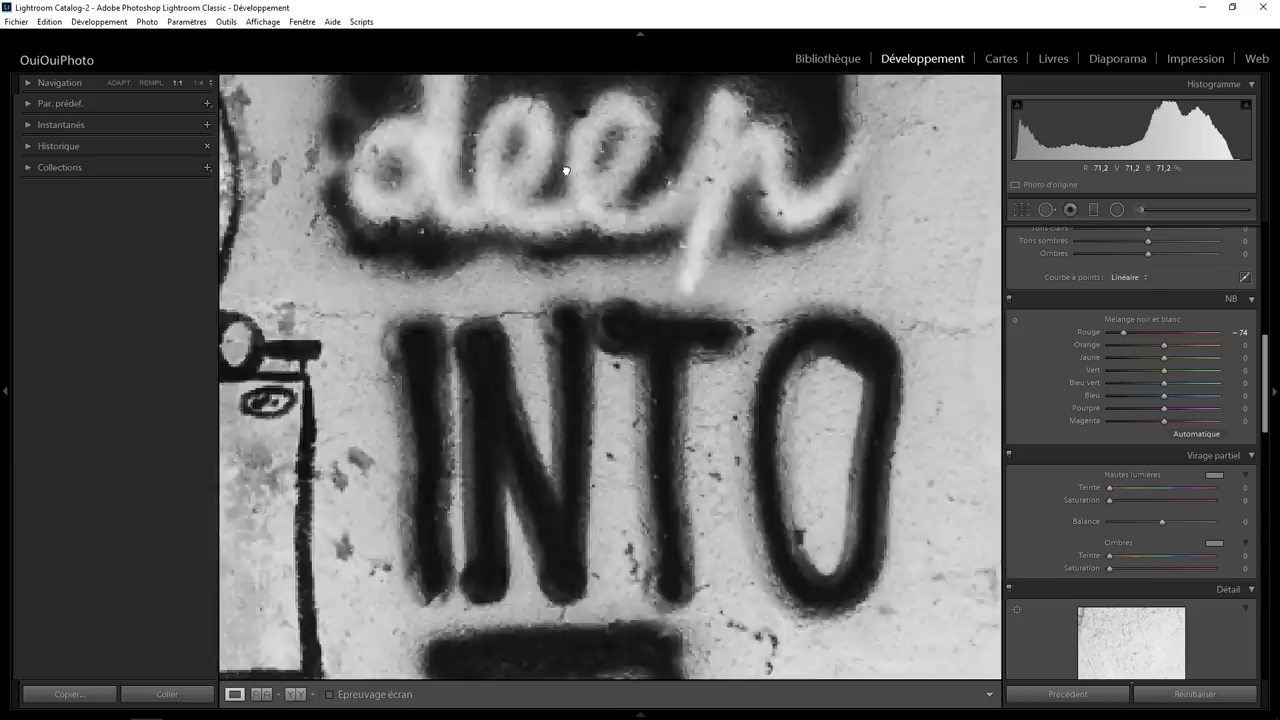 Lightroom Catalog-2 - Adobe Photoshop Lightroom Classic - Développement
Fichier Edition Développement Photo Paramètres Outils Affichage Fenêtre Aide Scripts
OuiOuiPhoto
Bibliothèque | Développement | Cartes | Livres | Diaporama | Impression | Web
Navigation ADAPT. REMPL. 1:1 1:4
Par. prédef.
Instantanés
Historique
Collections
deep
INTO
Histogramme
R 71,2 V 71,2 B 71,2 %
Photo d'origine
Tons clairs
Tons sombres
Ombres
Courbe à points : Linéaire
NB
Mélange noir et blanc
Rouge - 74
Orange 0
Jaune 0
Vert 0
Bleu vert 0
Bleu 0
Pourpre 0
Magenta 0
Automatique
Virage partiel
Hautes lumières
Teinte 0
Saturation 0
Balance 0
Ombres
Teinte 0
Saturation 0
Détail
Copier... Coller
Epreuvage écran
Précédent Réinitialiser